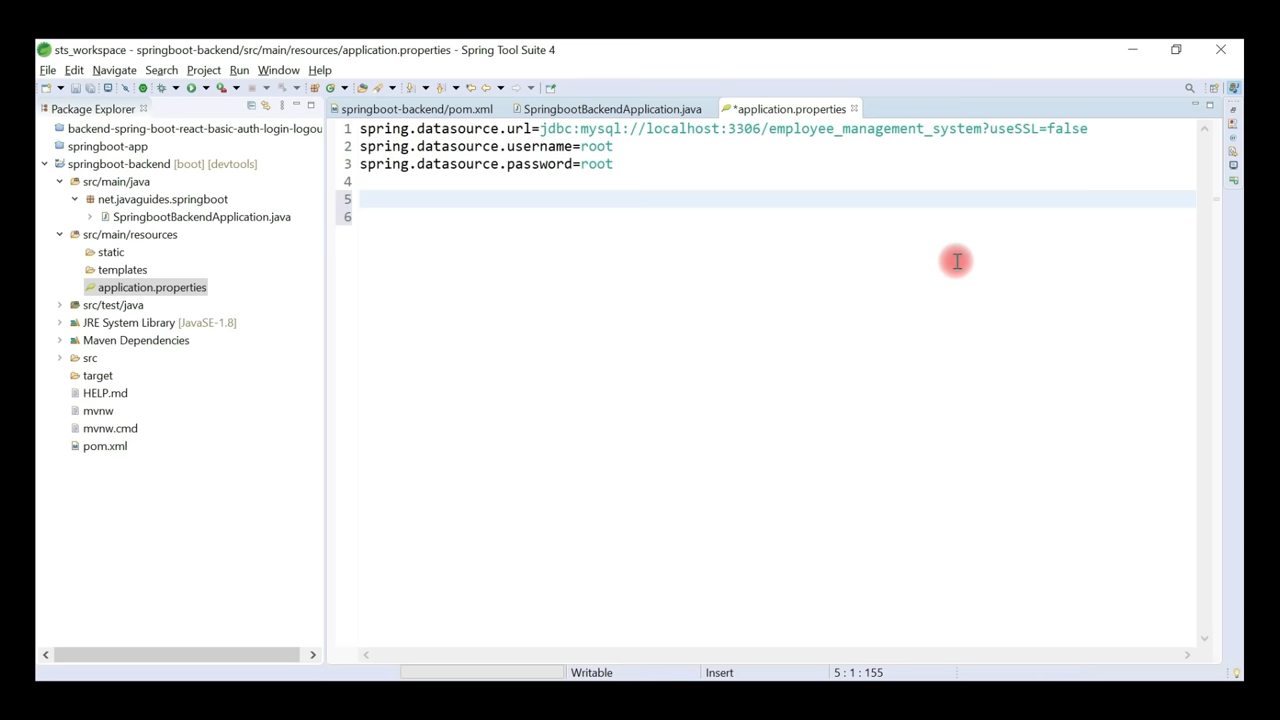 sts_workspace - springboot-backend/src/main/resources/application.properties - Spring Tool Suite 4
File Edit Navigate Search Project Run Window Help
Package Explorer
springboot-backend/pom.xml
SpringbootBackendApplication.java
*application.properties
backend-spring-boot-react-basic-auth-login-logou
springboot-app
springboot-backend [boot] [devtools]
src/main/java
net.javaguides.springboot
SpringbootBackendApplication.java
src/main/resources
static
templates
application.properties
src/test/java
JRE System Library [JavaSE-1.8]
Maven Dependencies
src
target
HELP.md
mvnw
mvnw.cmd
pom.xml
1 spring.datasource.url=jdbc:mysql://localhost:3306/employee_management_system?useSSL=false
2 spring.datasource.username=root
3 spring.datasource.password=root
4
5
6
Writable Insert 5 : 1 : 155